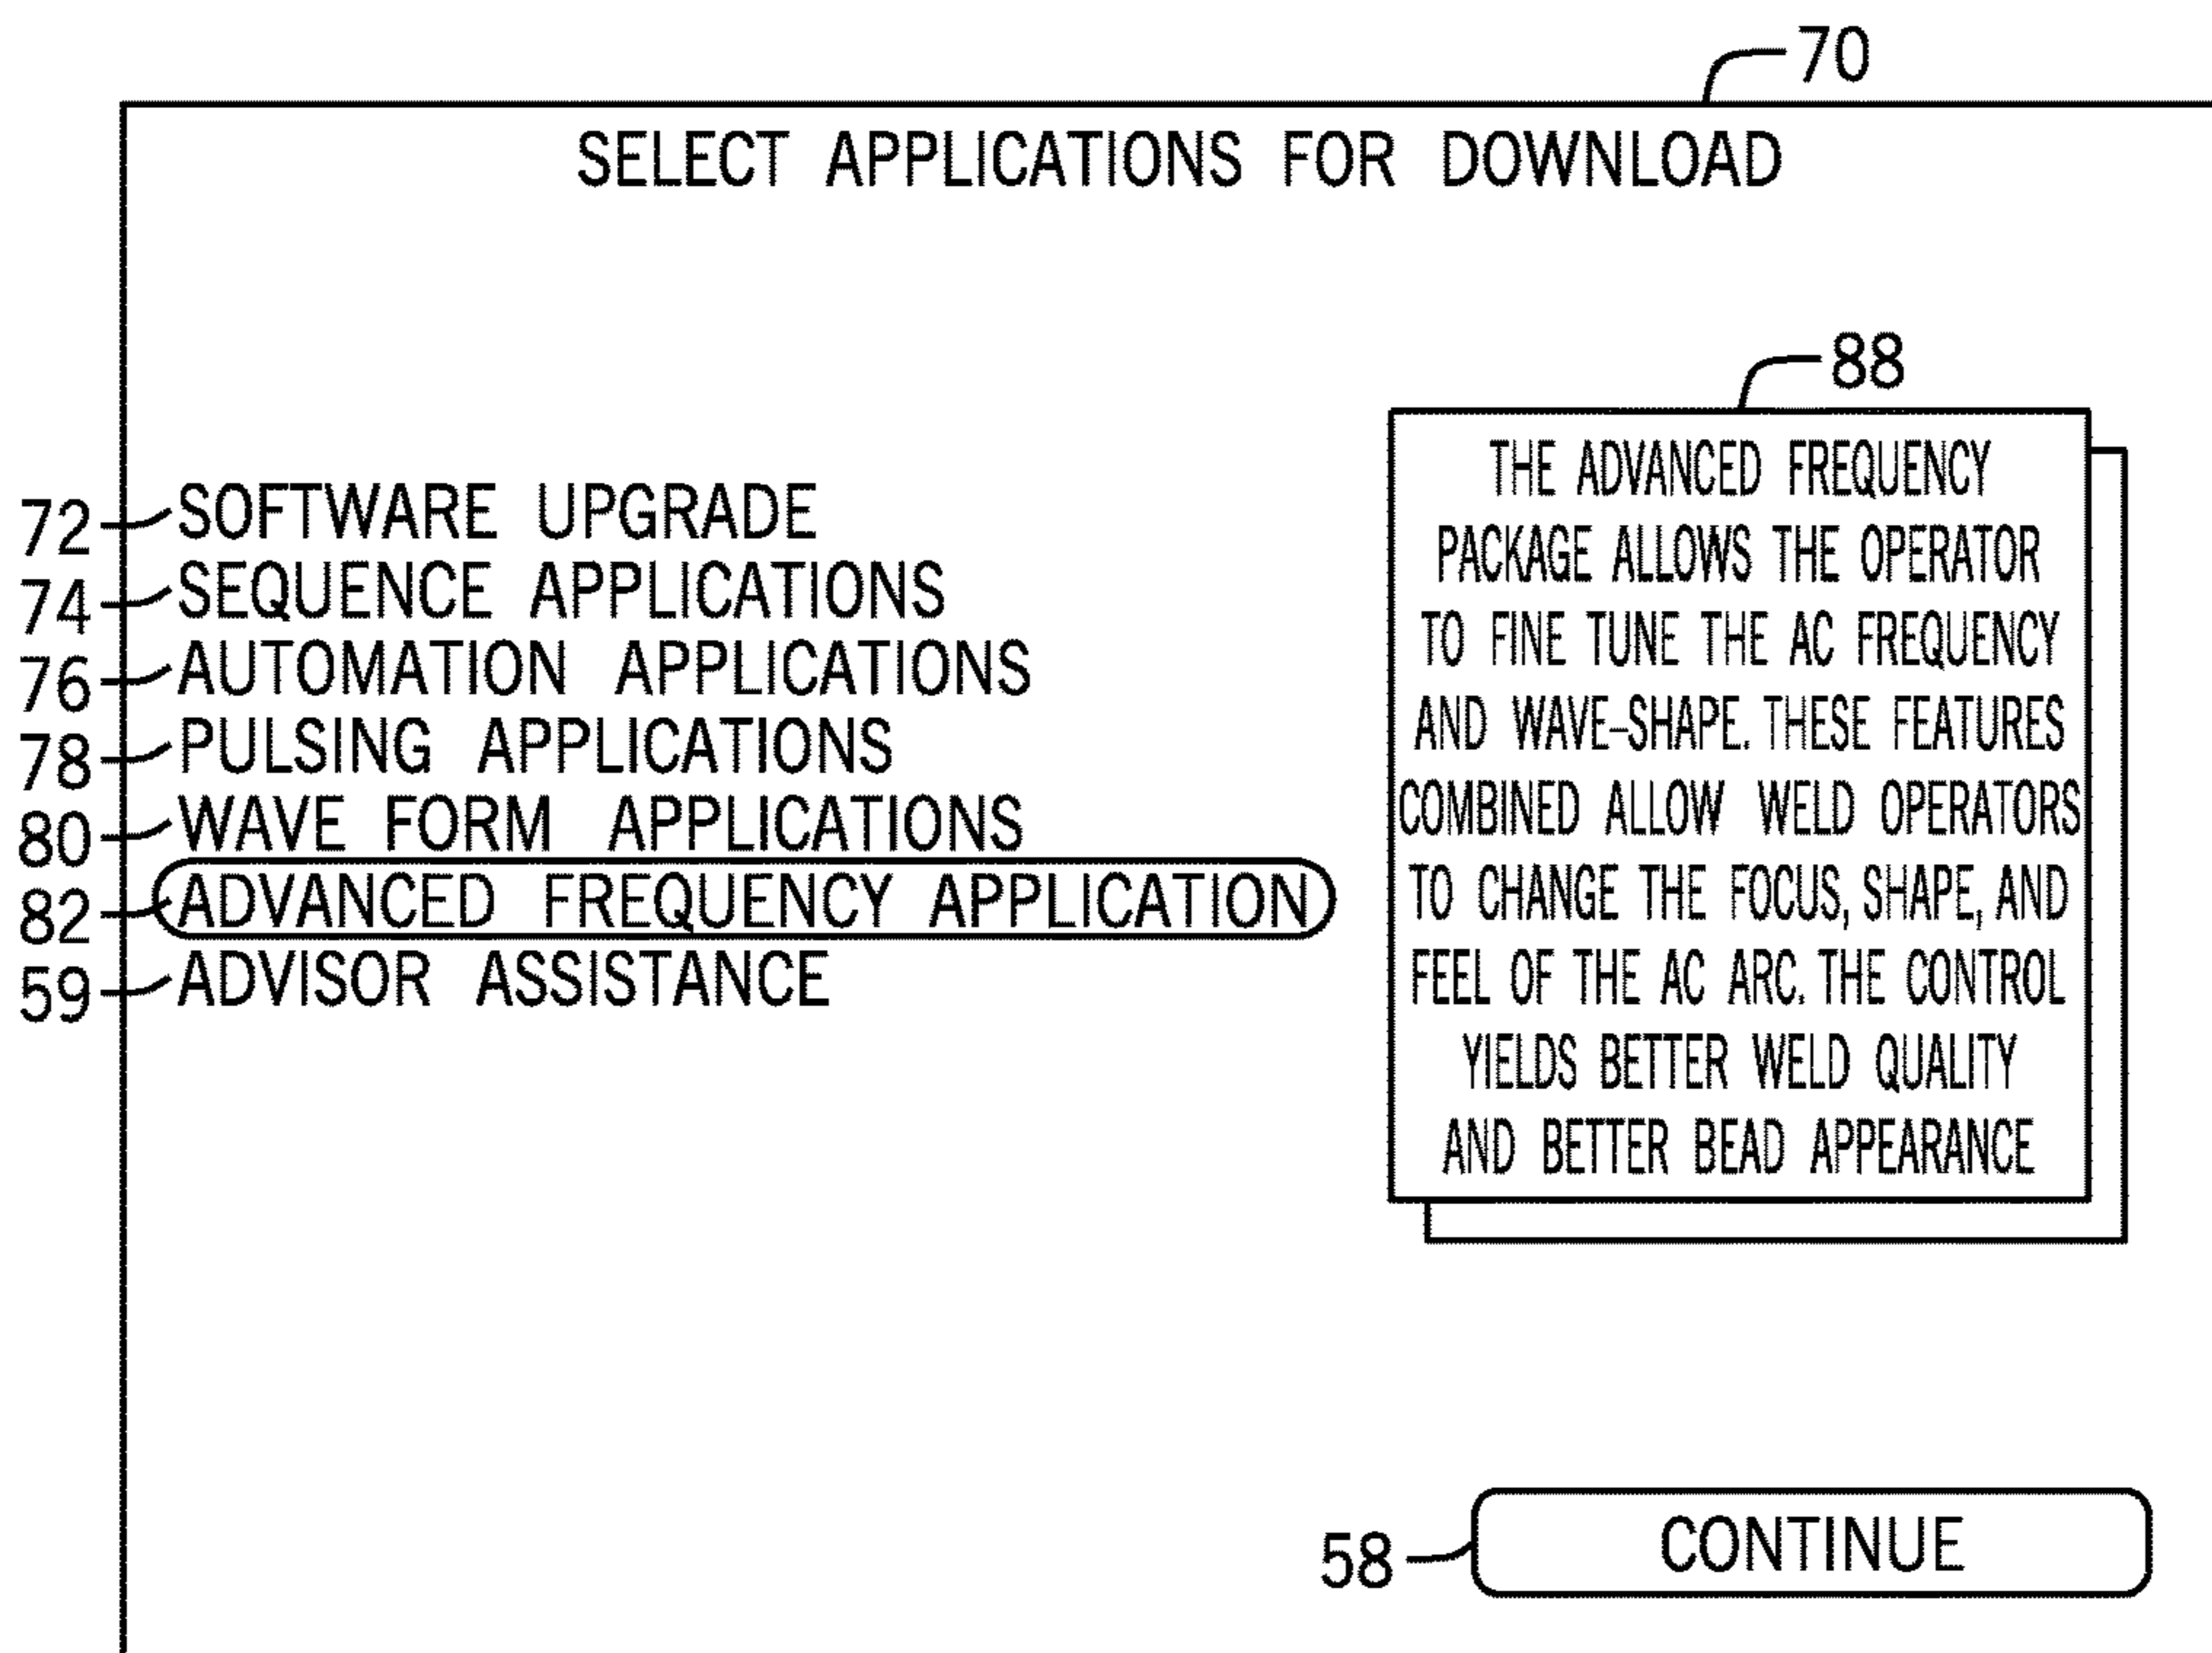 70
SELECT APPLICATIONS FOR DOWNLOAD
72 SOFTWARE UPGRADE
74 SEQUENCE APPLICATIONS
76 AUTOMATION APPLICATIONS
78 PULSING APPLICATIONS
80 WAVE FORM APPLICATIONS
82 ADVANCED FREQUENCY APPLICATION
59 ADVISOR ASSISTANCE
88
THE ADVANCED FREQUENCY
PACKAGE ALLOWS THE OPERATOR
TO FINE TUNE THE AC FREQUENCY
AND WAVE-SHAPE. THESE FEATURES
COMBINED ALLOW WELD OPERATORS
TO CHANGE THE FOCUS, SHAPE, AND
FEEL OF THE AC ARC. THE CONTROL
YIELDS BETTER WELD QUALITY
AND BETTER BEAD APPEARANCE
58 CONTINUE